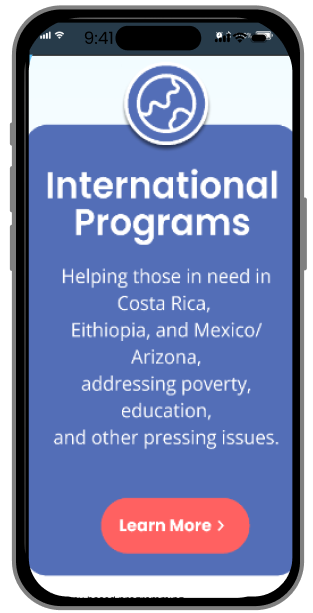 9:41
International
Programs
Helping those in need in
Costa Rica,
Eithiopia, and Mexico/
Arizona,
addressing poverty,
education,
and other pressing issues.
Learn More >